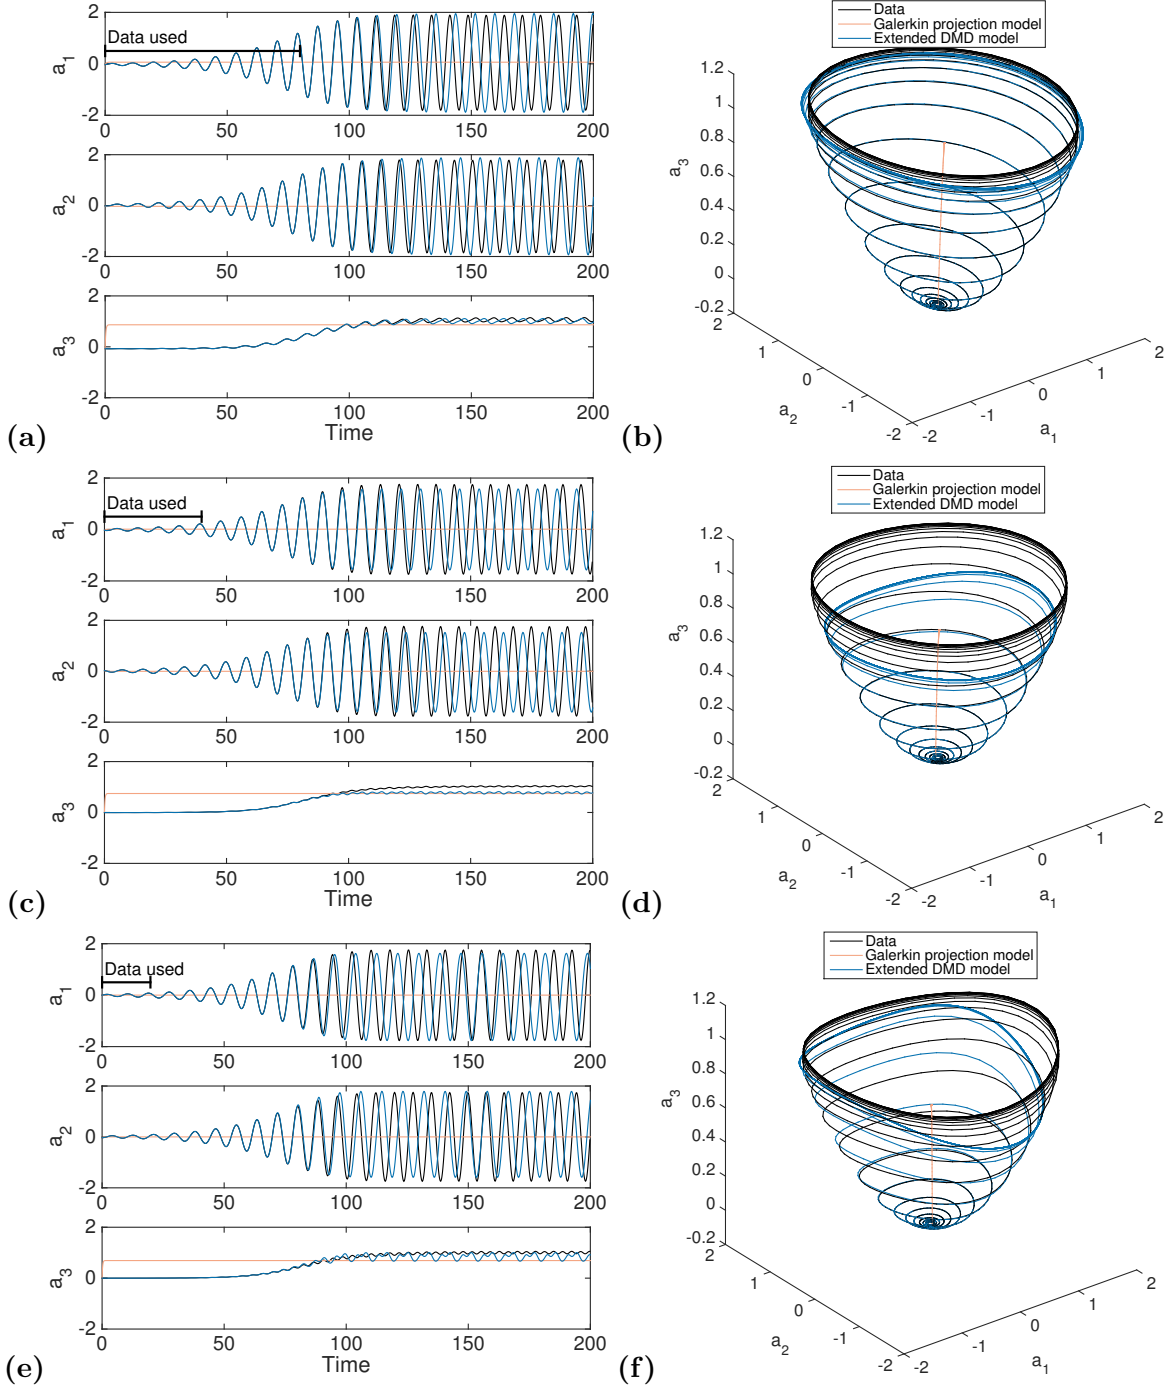 Data used
a1
2
0
-2
0 50 100 150 200
a2
2
0
-2
0 50 100 150 200
a3
2
0
-2
0 50 100 150 200
Time
(a)
Data
Galerkin projection model
Extended DMD model
a3
1.2
1
0.8
0.6
0.4
0.2
0
-0.2
2
1
0
-1
-2
a2
-2
-1
0
1
2
a1
(b)
Data used
a1
2
0
-2
0 50 100 150 200
a2
2
0
-2
0 50 100 150 200
a3
2
0
-2
0 50 100 150 200
Time
(c)
Data
Galerkin projection model
Extended DMD model
a3
1.2
1
0.8
0.6
0.4
0.2
0
-0.2
2
1
0
-1
-2
a2
-2
-1
0
1
2
a1
(d)
Data used
a1
2
0
-2
0 50 100 150 200
a2
2
0
-2
0 50 100 150 200
a3
2
0
-2
0 50 100 150 200
Time
(e)
Data
Galerkin projection model
Extended DMD model
a3
1.2
1
0.8
0.6
0.4
0.2
0
-0.2
2
1
0
-1
-2
a2
-2
-1
0
1
2
a1
(f)